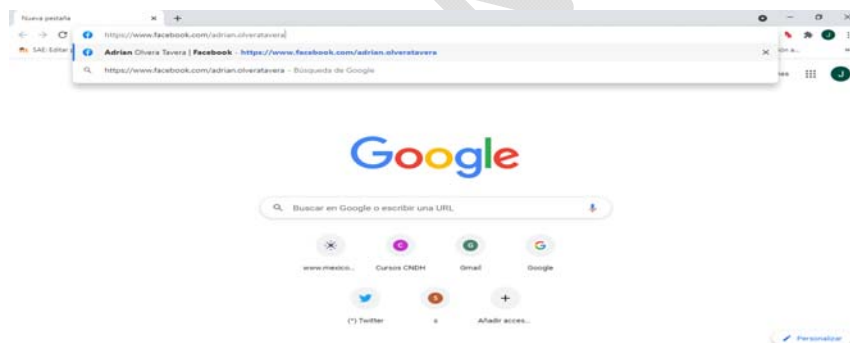 Nueva pestaña
https://www.facebook.com/adrian.olveratavera
SAE-Editar
Adrian Olvera Tavera | Facebook - https://www.facebook.com/adrian.olveratavera
https://www.facebook.com/adrian.olveratavera - Búsqueda de Google
J
Google
Buscar en Google o escribir una URL
C
G
G
www.mexico...
Cursos CNDH
Gmail
Google
S
+
(*) Twitter
s
Añadir acces...
Personalizar